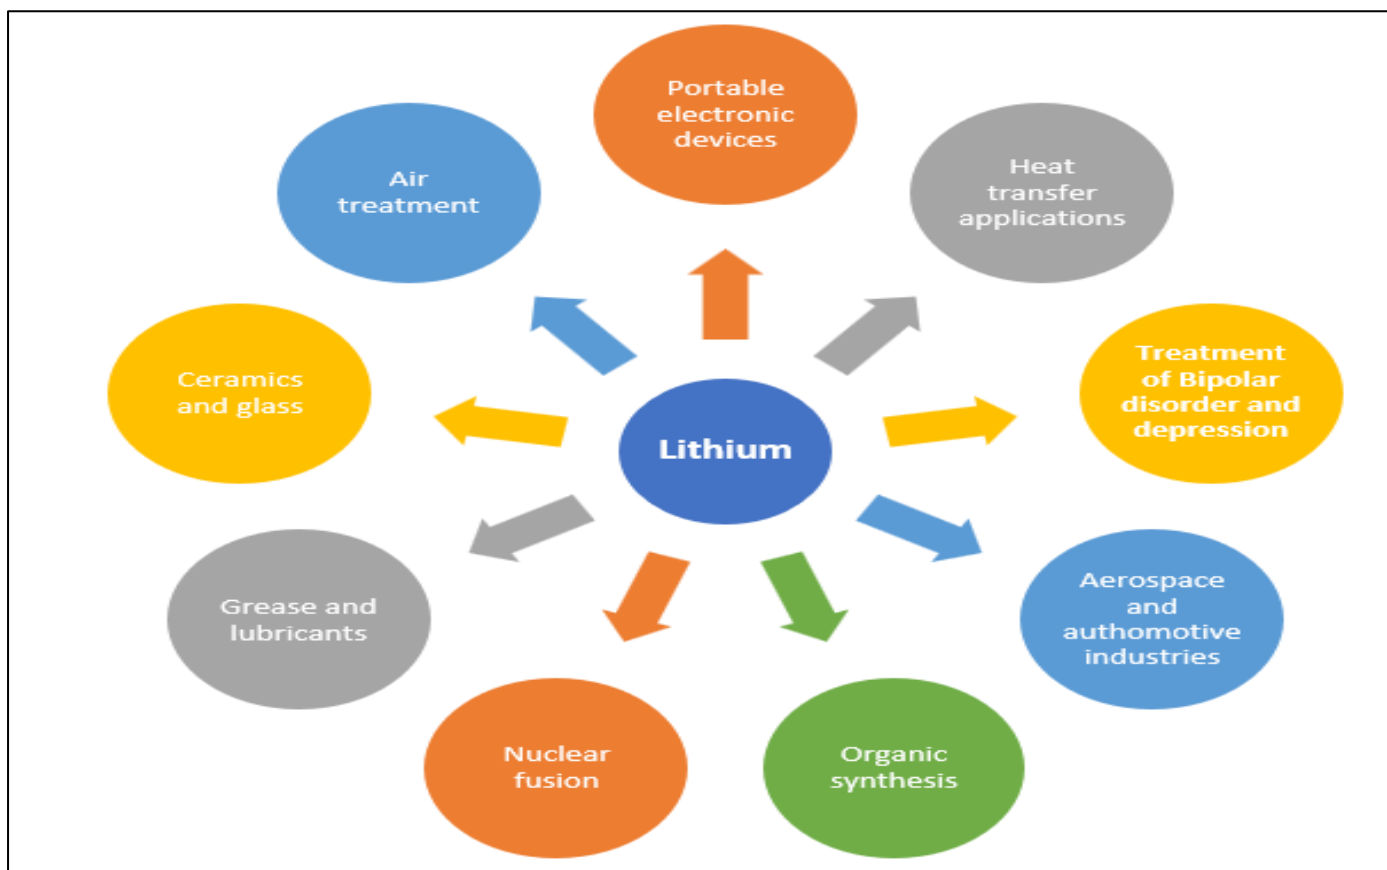 Portable
electronic
devices
Heat
transfer
applications
Treatment
of Bipolar
disorder and
depression
Aerospace
and
authomotive
industries
Organic
synthesis
Nuclear
fusion
Grease and
lubricants
Ceramics
and glass
Air
treatment
Lithium